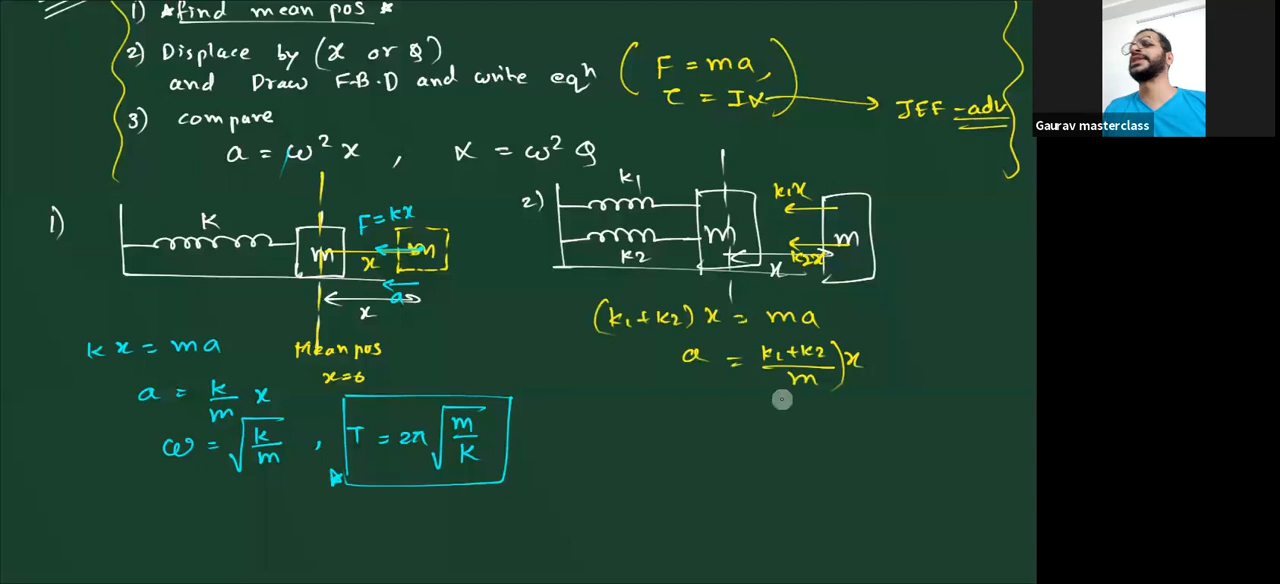 1) *find mean pos *
2) Displace by (x or θ)
and Draw F.B.D and write eqn
(F = ma,
τ = Iα) → JEE-adv
3) compare
a = ω² x , α = ω² θ
1)
K
m
F = kx
m
x
a
x
Mean pos
x=0
kx = ma
a = k/m x
ω = √k/m , T = 2π √m/k
2)
k1
k2
m
k1x
k2x
m
x
(k1+k2) x = ma
a = k1+k2/m ) x
Gaurav masterclass